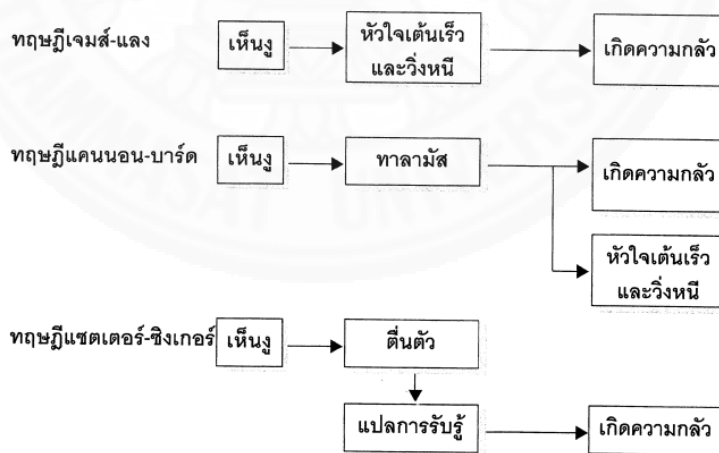 ทฤษฎีเจมส์-แลง
เห็นงู
หัวใจเต้นเร็ว
และวิ่งหนี
เกิดความกลัว
ทฤษฎีแคนนอน-บาร์ด
เห็นงู
ทาลามัส
เกิดความกลัว
หัวใจเต้นเร็ว
และวิ่งหนี
ทฤษฎีแซตเตอร์-ซิงเกอร์
เห็นงู
ตื่นตัว
แปลการรับรู้
เกิดความกลัว